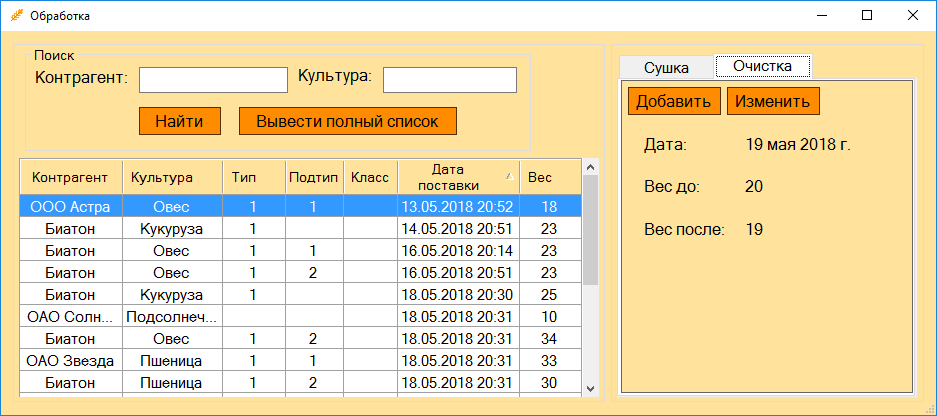 Обработка
Поиск
Контрагент: Культура:
Найти Вывести полный список
Контрагент Культура Тип Подтип Класс Дата поставки Вес
ООО Астра Овес 1 1 13.05.2018 20:52 18
Биатон Кукуруза 1 14.05.2018 20:51 23
Биатон Овес 1 1 16.05.2018 20:14 23
Биатон Овес 1 2 16.05.2018 20:51 23
Биатон Кукуруза 1 18.05.2018 20:30 25
ОАО Солн... Подсолнеч... 18.05.2018 20:31 10
Биатон Овес 1 2 18.05.2018 20:31 34
ОАО Звезда Пшеница 1 1 18.05.2018 20:31 33
Биатон Пшеница 1 2 18.05.2018 20:31 30
Сушка Очистка
Добавить Изменить
Дата: 19 мая 2018 г.
Вес до: 20
Вес после: 19